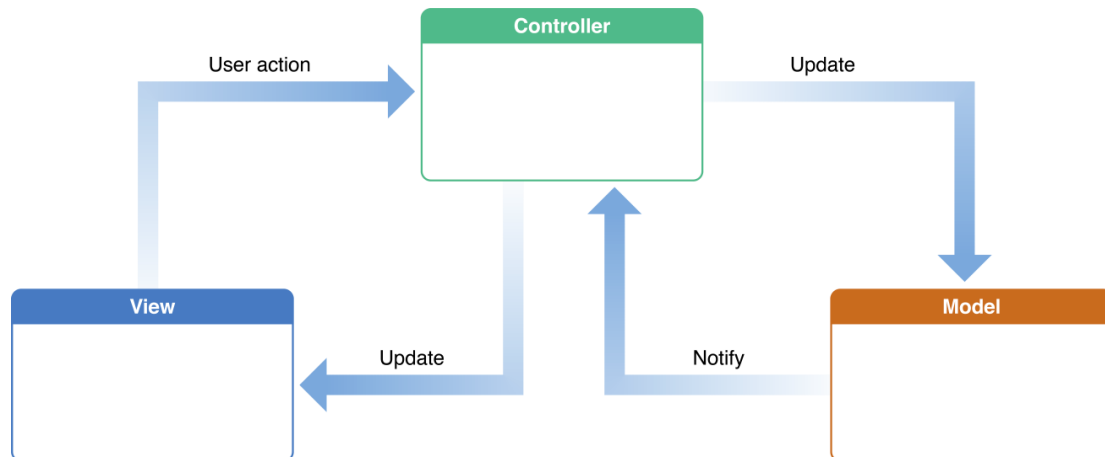 Controller
User action
Update
View
Model
Update
Notify